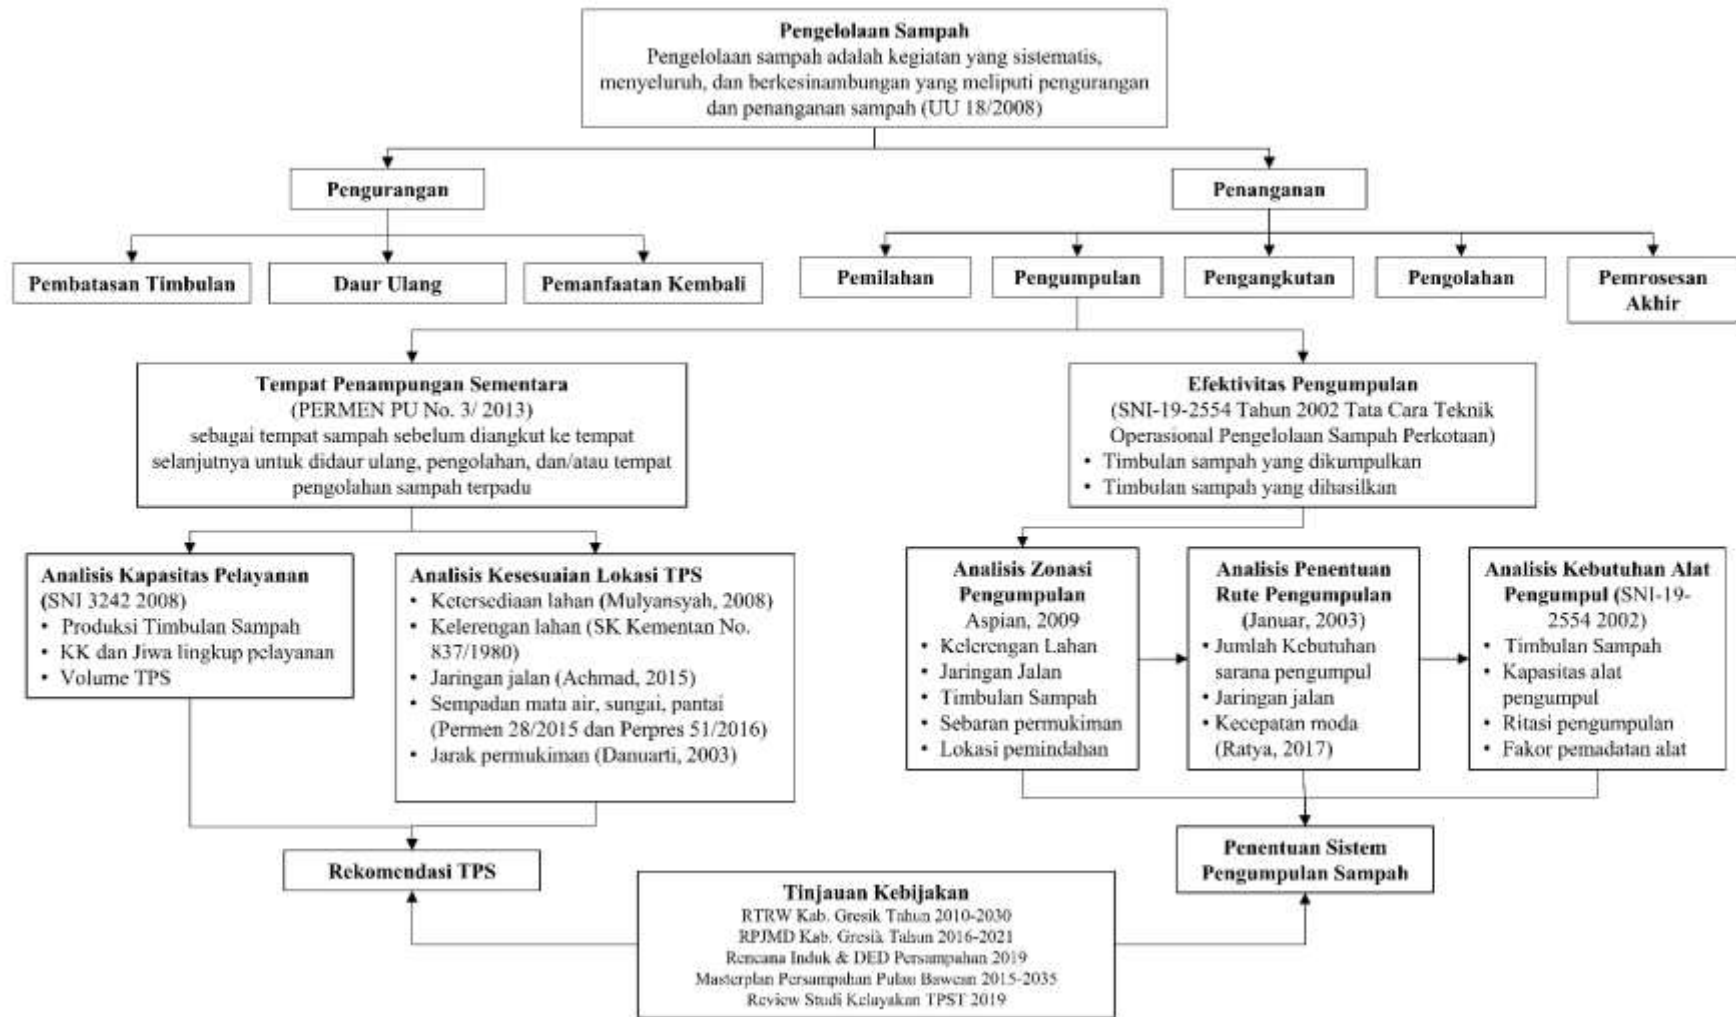 Pengelolaan Sampah
Pengelolaan sampah adalah kegiatan yang sistematis,
menyeluruh, dan berkesinambungan yang meliputi pengurangan
dan penanganan sampah (UU 18/2008)
Pengurangan
Penanganan
Pembatasan Timbulan
Daur Ulang
Pemanfaatan Kembali
Pemilahan
Pengumpulan
Pengangkutan
Pengolahan
Pemrosesan
Akhir
Tempat Penampungan Sementara
(PERMEN PU No. 3/ 2013)
sebagai tempat sampah sebelum diangkut ke tempat
selanjutnya untuk didaur ulang, pengolahan, dan/atau tempat
pengolahan sampah terpadu
Efektivitas Pengumpulan
(SNI-19-2554 Tahun 2002 Tata Cara Teknik
Operasional Pengelolaan Sampah Perkotaan)
• Timbulan sampah yang dikumpulkan
• Timbulan sampah yang dihasilkan
Analisis Kapasitas Pelayanan
(SNI 3242 2008)
• Produksi Timbulan Sampah
• KK dan Jiwa lingkup pelayanan
• Volume TPS
Analisis Kesesuaian Lokasi TPS
• Ketersediaan lahan (Mulyansyah, 2008)
• Kelerengan lahan (SK Kementan No.
837/1980)
• Jaringan jalan (Achmad, 2015)
• Sempadan mata air, sungai, pantai
(Permen 28/2015 dan Perpres 51/2016)
• Jarak permukiman (Danuarti, 2003)
Analisis Zonasi
Pengumpulan
Aspian, 2009
• Kelerengan Lahan
• Jaringan Jalan
• Timbulan Sampah
• Sebaran permukiman
• Lokasi pemindahan
Analisis Penentuan
Rute Pengumpulan
(Januar, 2003)
• Jumlah Kebutuhan
sarana pengumpul
• Jaringan jalan
• Kecepatan moda
(Ratya, 2017)
Analisis Kebutuhan Alat
Pengumpul (SNI-19-
2554 2002)
• Timbulan Sampah
• Kapasitas alat
pengumpul
• Ritasi pengumpulan
• Fakor pemadatan alat
Rekomendasi TPS
Penentuan Sistem
Pengumpulan Sampah
Tinjauan Kebijakan
RTRW Kab. Gresik Tahun 2010-2030
RPJMD Kab. Gresik Tahun 2016-2021
Rencana Induk & DED Persampahan 2019
Masterplan Persampahan Pulau Bawean 2015-2035
Review Studi Kelayakan TPST 2019